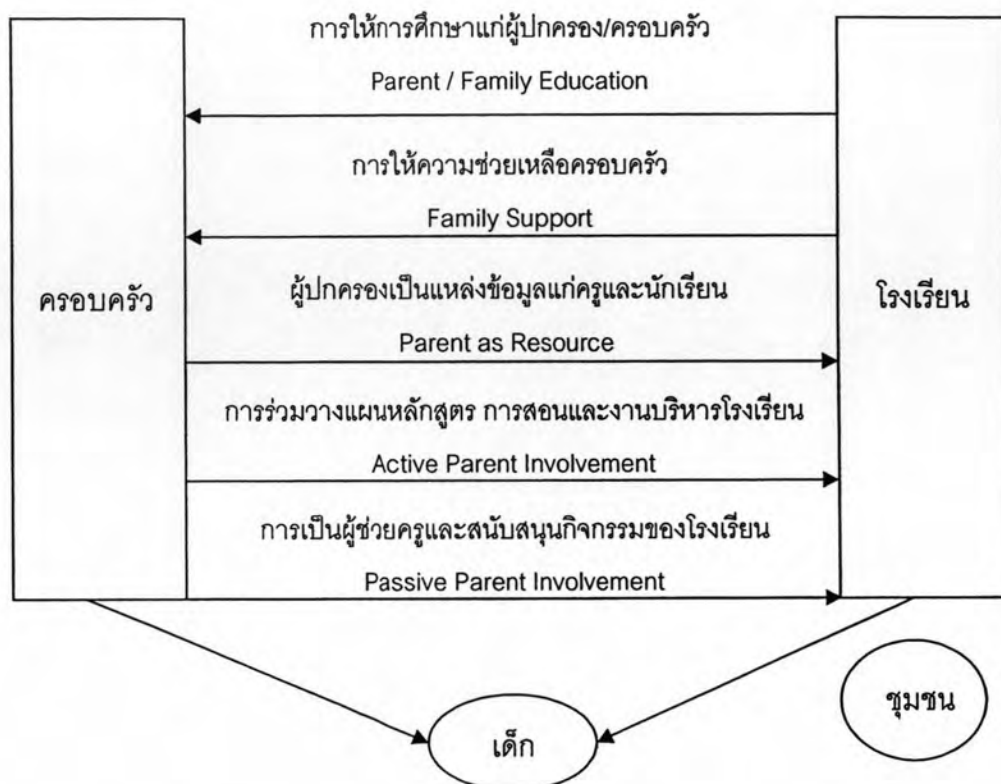 การให้การศึกษาแก่ผู้ปกครอง/ครอบครัว
Parent / Family Education
การให้ความช่วยเหลือครอบครัว
Family Support
ครอบครัว
ผู้ปกครองเป็นแหล่งข้อมูลแก่ครูและนักเรียน
โรงเรียน
Parent as Resource
การร่วมวางแผนหลักสูตร การสอนและงานบริหารโรงเรียน
Active Parent Involvement
การเป็นผู้ช่วยครูและสนับสนุนกิจกรรมของโรงเรียน
Passive Parent Involvement
ชุมชน
เด็ก